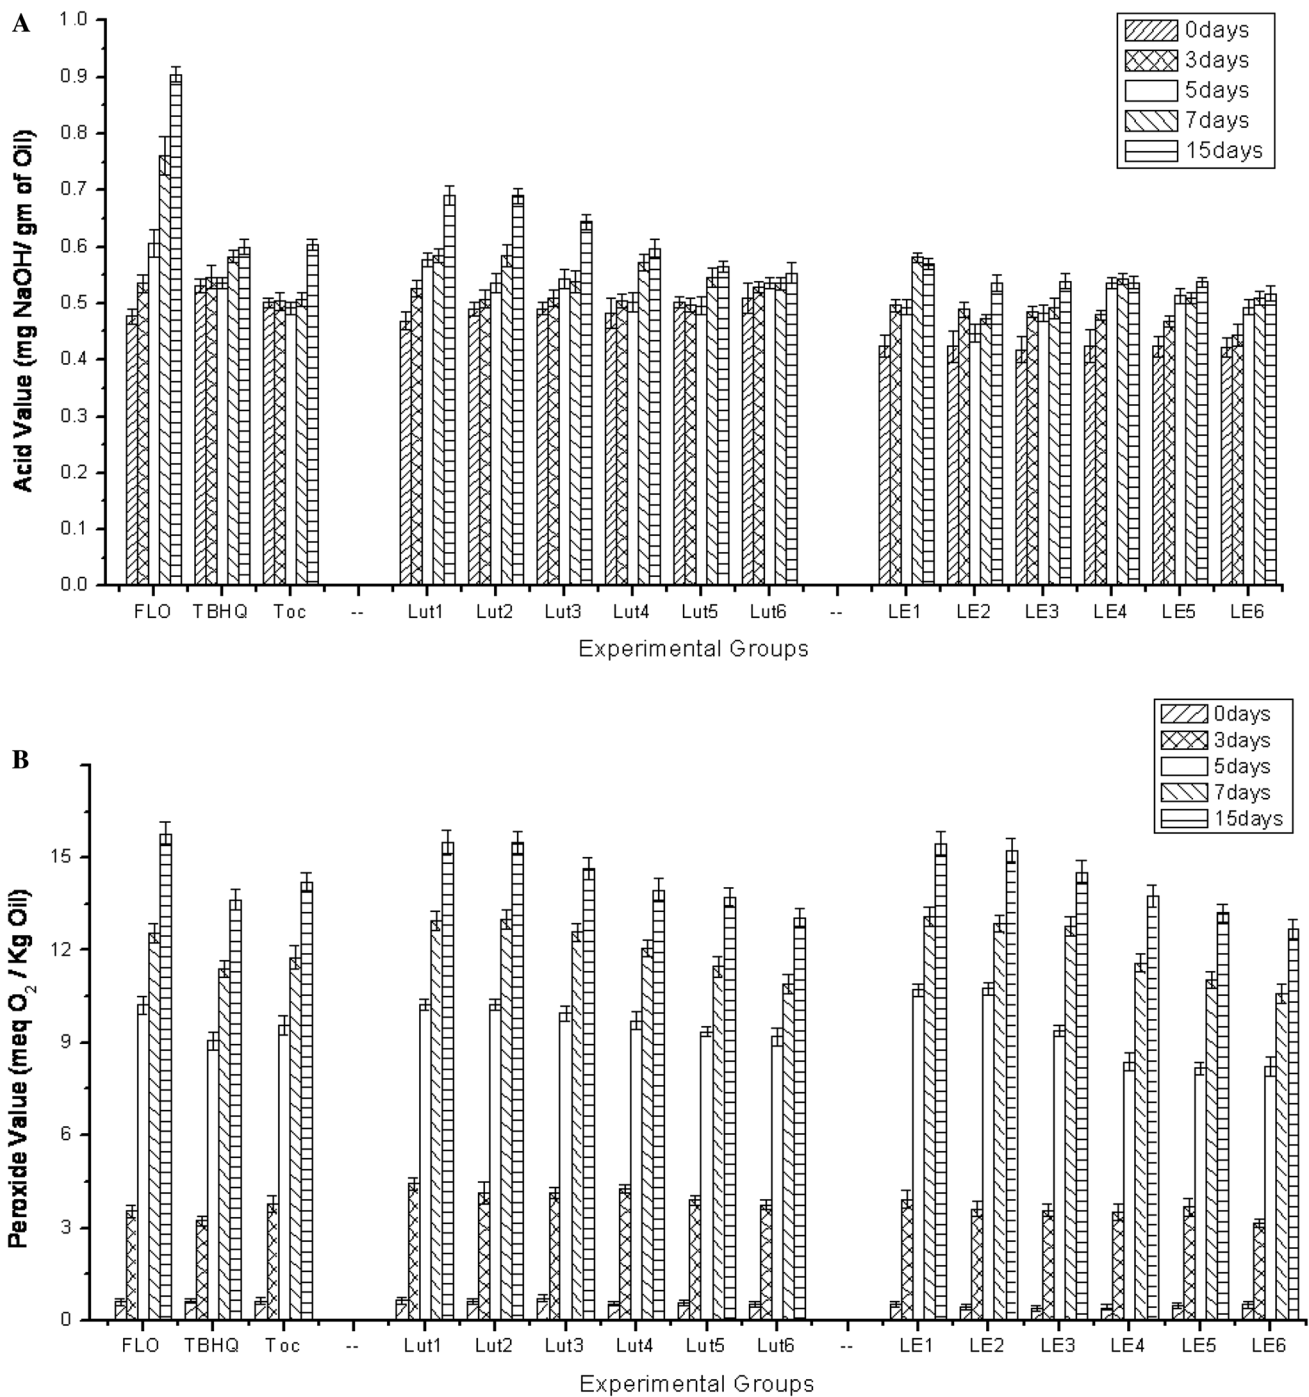 A
Acid Value (mg NaOH/ gm of Oil)
1.0
0.9
0.8
0.7
0.6
0.5
0.4
0.3
0.2
0.1
0.0
0days
3days
5days
7days
15days
FLO TBHQ Toc -- Lut1 Lut2 Lut3 Lut4 Lut5 Lut6 -- LE1 LE2 LE3 LE4 LE5 LE6
Experimental Groups
B
Peroxide Value (meq O2 / Kg Oil)
15
12
9
6
3
0
0days
3days
5days
7days
15days
FLO TBHQ Toc -- Lut1 Lut2 Lut3 Lut4 Lut5 Lut6 -- LE1 LE2 LE3 LE4 LE5 LE6
Experimental Groups